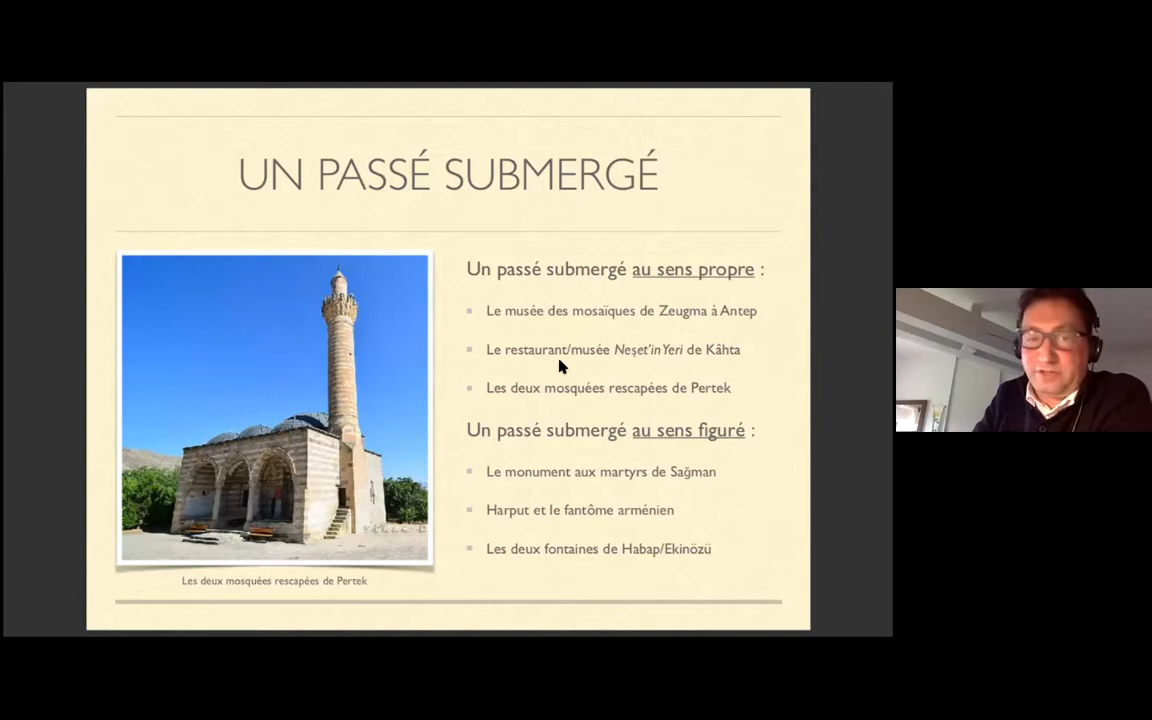 UN PASSÉ SUBMERGÉ
Un passé submergé au sens propre :
Le musée des mosaïques de Zeugma à Antep
Le restaurant/musée Neşet'in Yeri de Kâhta
Les deux mosquées rescapées de Pertek
Un passé submergé au sens figuré :
Le monument aux martyrs de Sağman
Harput et le fantôme arménien
Les deux fontaines de Habap/Ekinözü
Les deux mosquées rescapées de Pertek